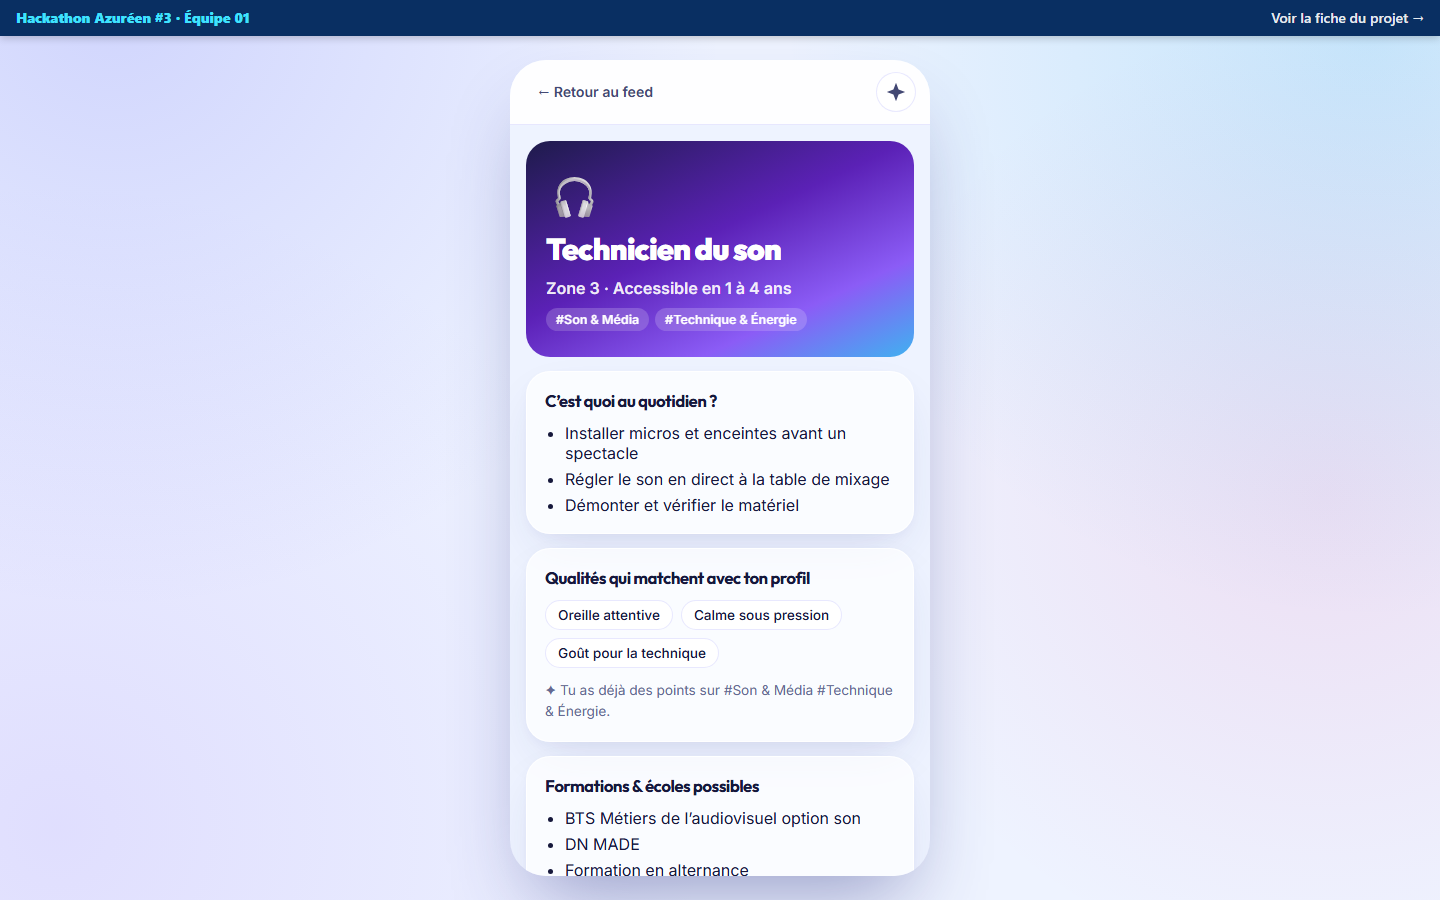 Hackathon Azuréen #3 • Équipe 01
Voir la fiche du projet →
← Retour au feed
Technicien du son
Zone 3 · Accessible en 1 à 4 ans
#Son & Média
#Technique & Énergie
C’est quoi au quotidien ?
• Installer micros et enceintes avant un
spectacle
• Régler le son en direct à la table de mixage
• Démonter et vérifier le matériel
Qualités qui matchent avec ton profil
Oreille attentive
Calme sous pression
Goût pour la technique
✦ Tu as déjà des points sur #Son & Média #Technique
& Énergie.
Formations & écoles possibles
• BTS Métiers de l’audiovisuel option son
• DN MADE
• Formation en alternance